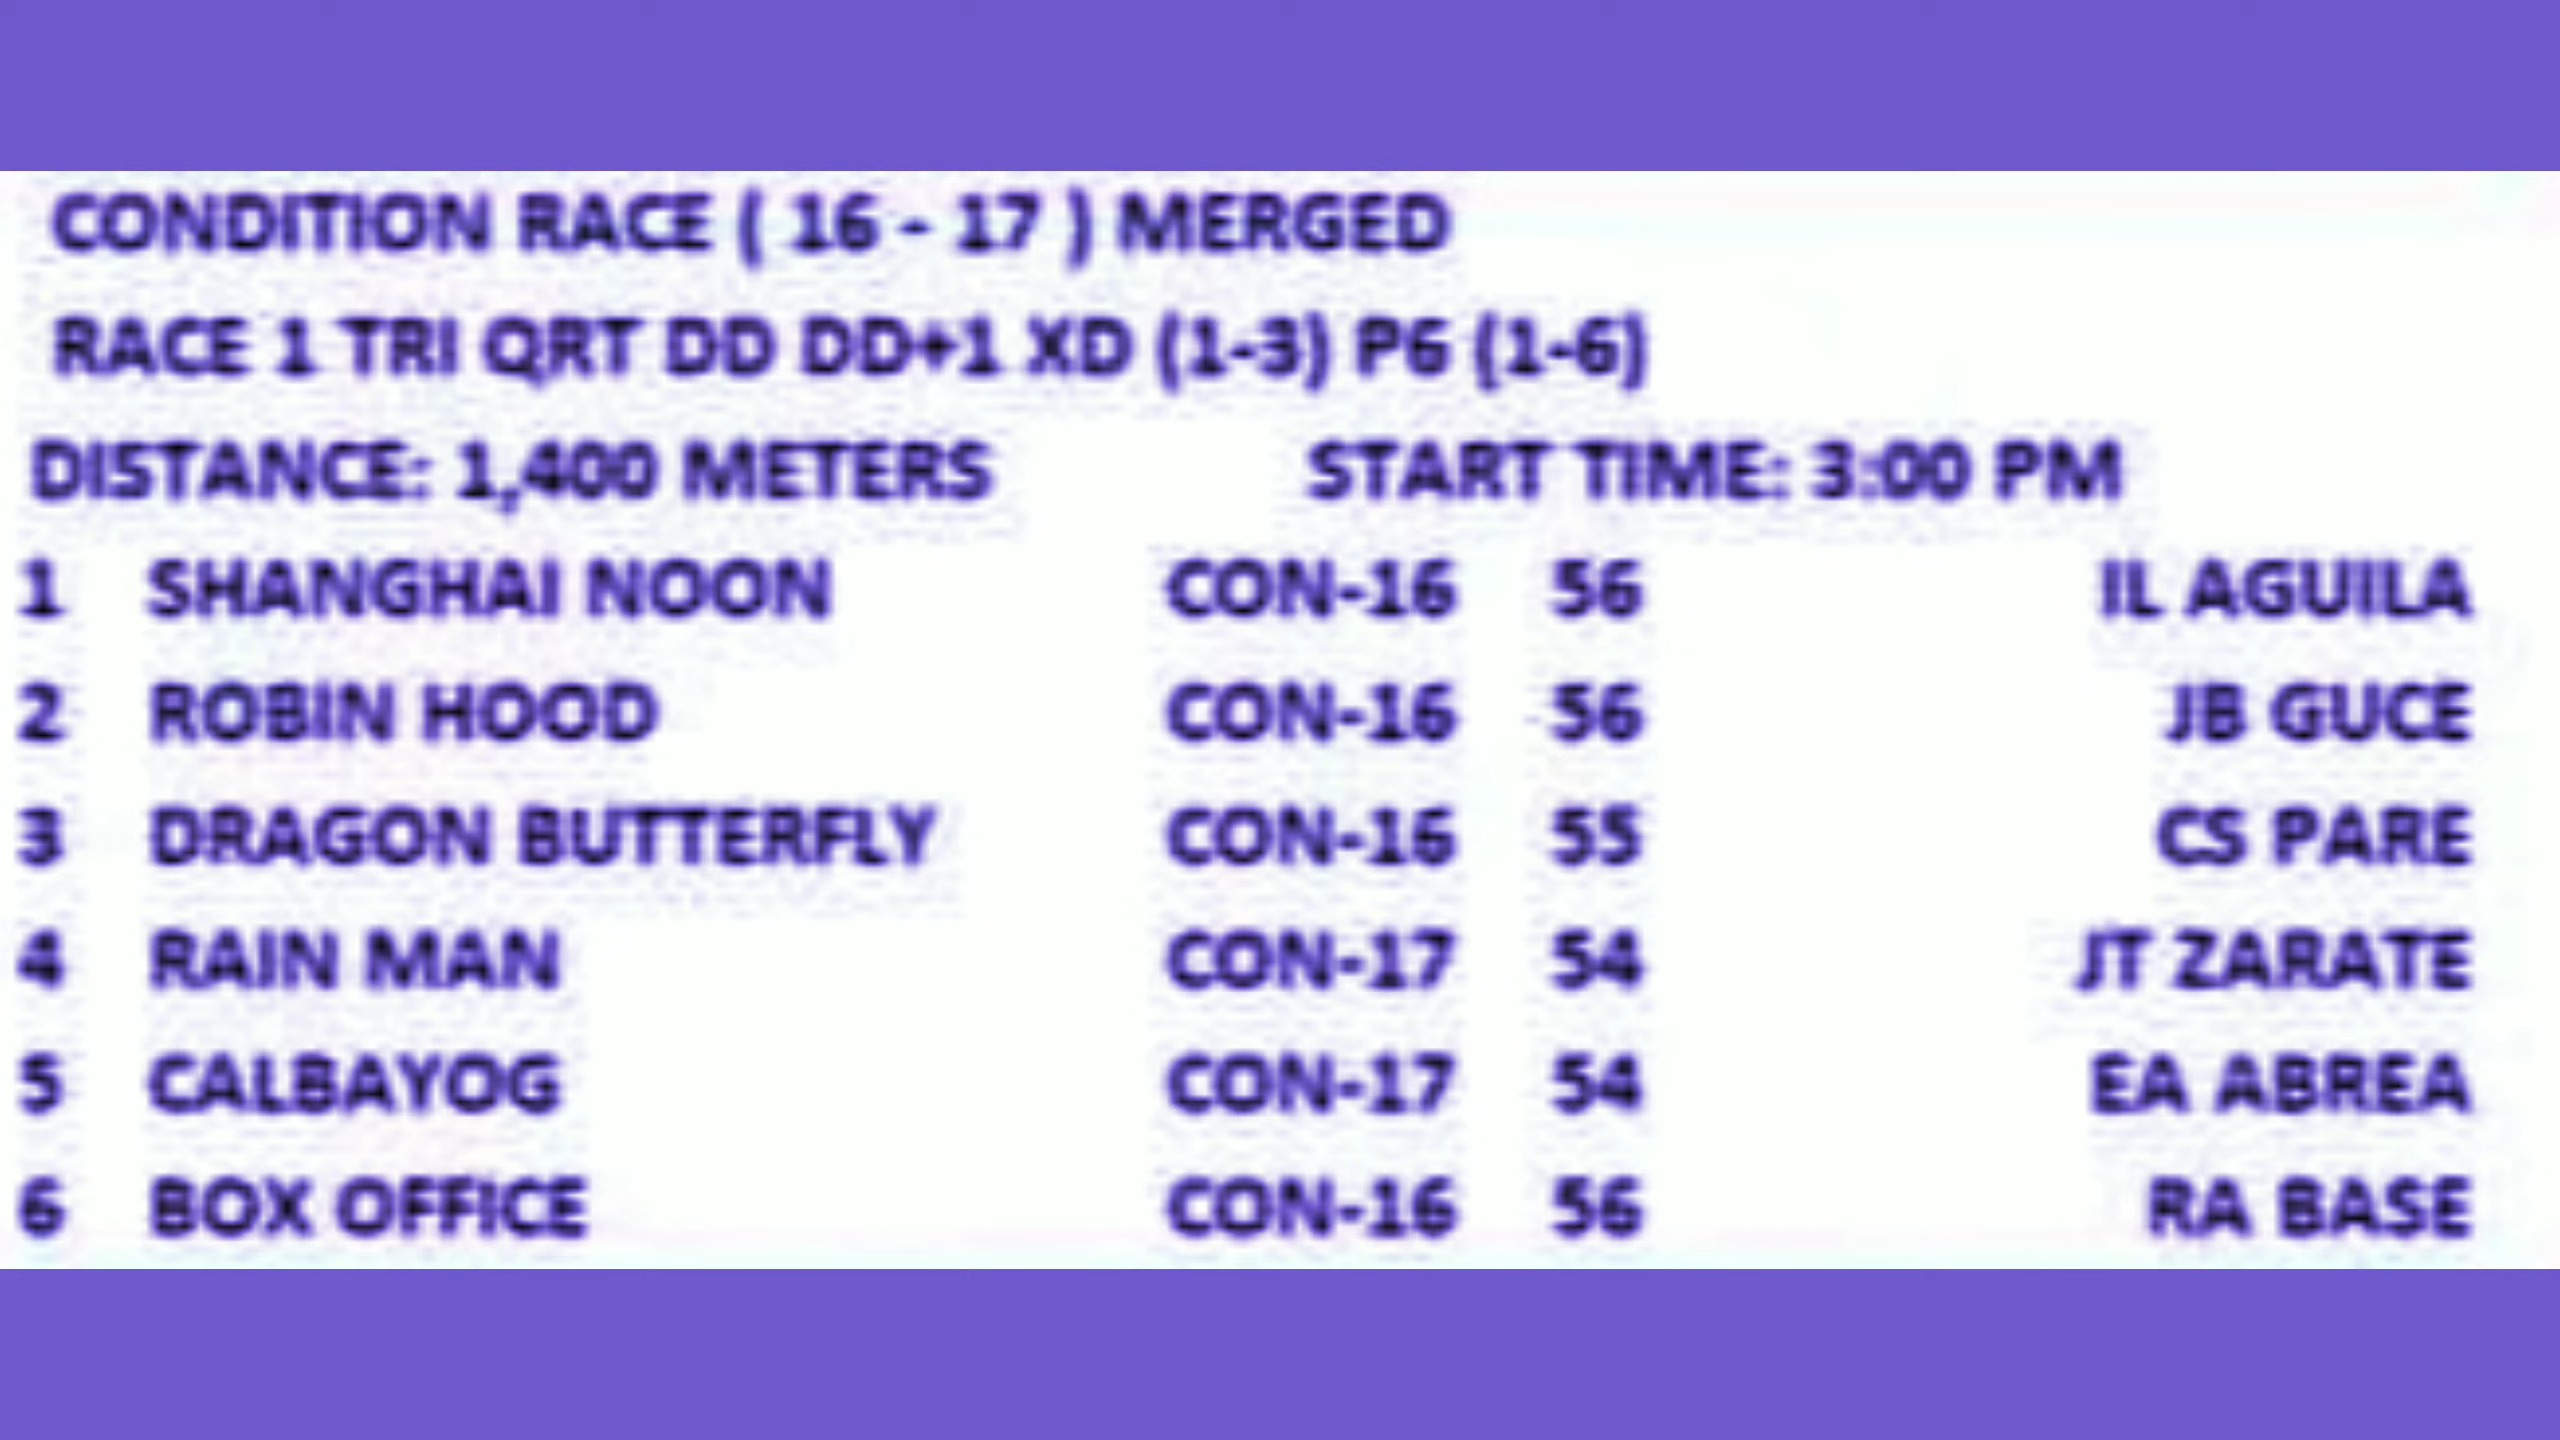 CONDITION RACE ( 16 - 17 ) MERGED
RACE 1 TRI QRT DD DD+1 XD (1-3) P6 (1-6)
DISTANCE: 1,400 METERS START TIME: 3:00 PM
1 SHANGHAI NOON CON-16 56 IL AGUILA
2 ROBIN HOOD CON-16 56 JB GUCE
3 DRAGON BUTTERFLY CON-16 55 CS PARE
4 RAIN MAN CON-17 54 JT ZARATE
5 CALBAYOG CON-17 54 EA ABREA
6 BOX OFFICE CON-16 56 RA BASE